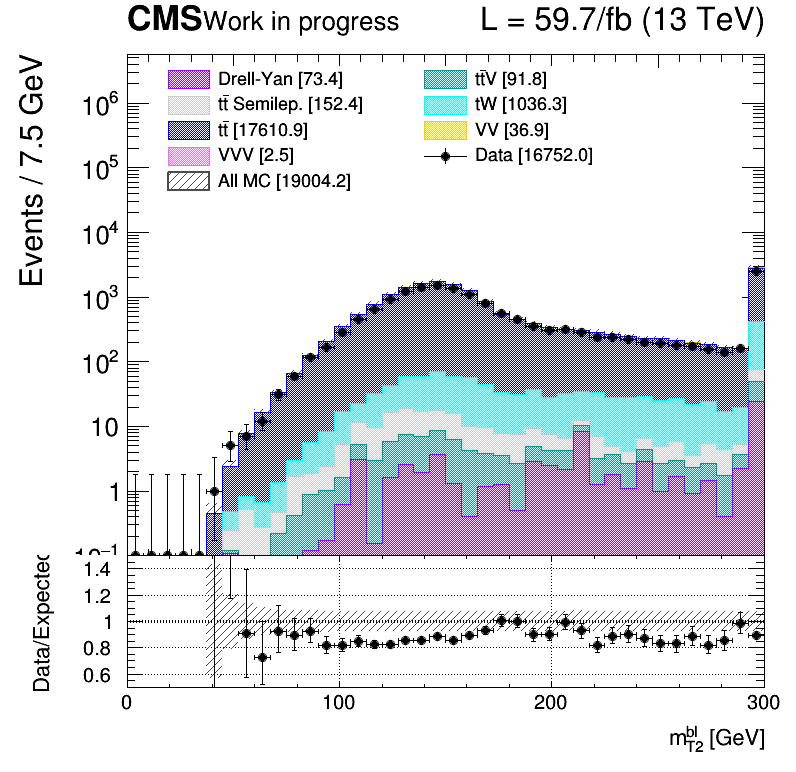 CMS Work in progress L = 59.7/fb (13 TeV)
Events / 7.5 GeV
Drell-Yan [73.4]
tt̄V [91.8]
tt̄ Semilep. [152.4]
tW [1036.3]
tt̄ [17610.9]
VV [36.9]
VVV [2.5]
Data [16752.0]
All MC [19004.2]
10⁶
10⁵
10⁴
10³
10²
10
1
10⁻¹
Data/Expected
1.4
1.2
1
0.8
0.6
0 100 200 300
m_{T2}^{bl} [GeV]